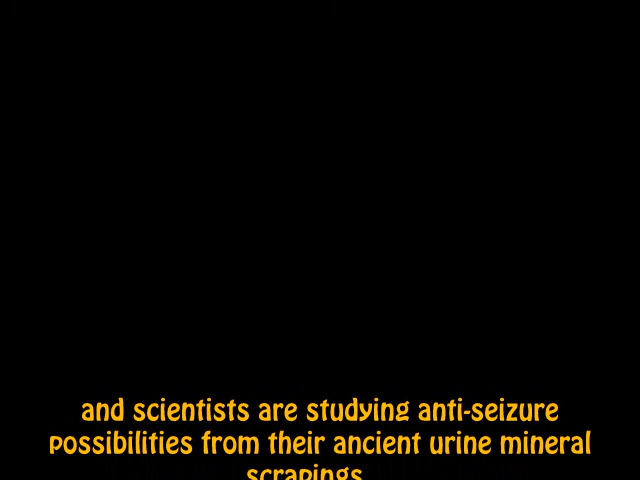 and scientists are studying anti-seizure
possibilities from their ancient urine mineral
scrapings